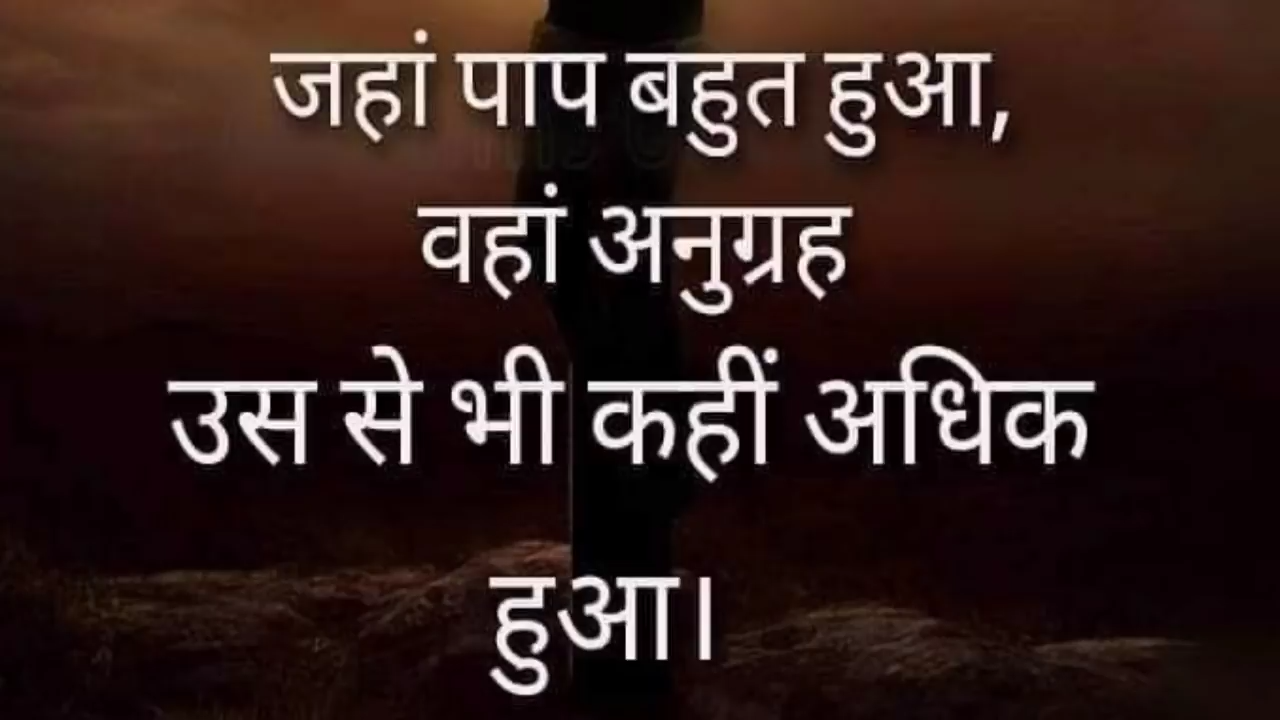 जहां पाप बहुत हुआ,
वहां अनुग्रह
उस से भी कहीं अधिक
हुआ।